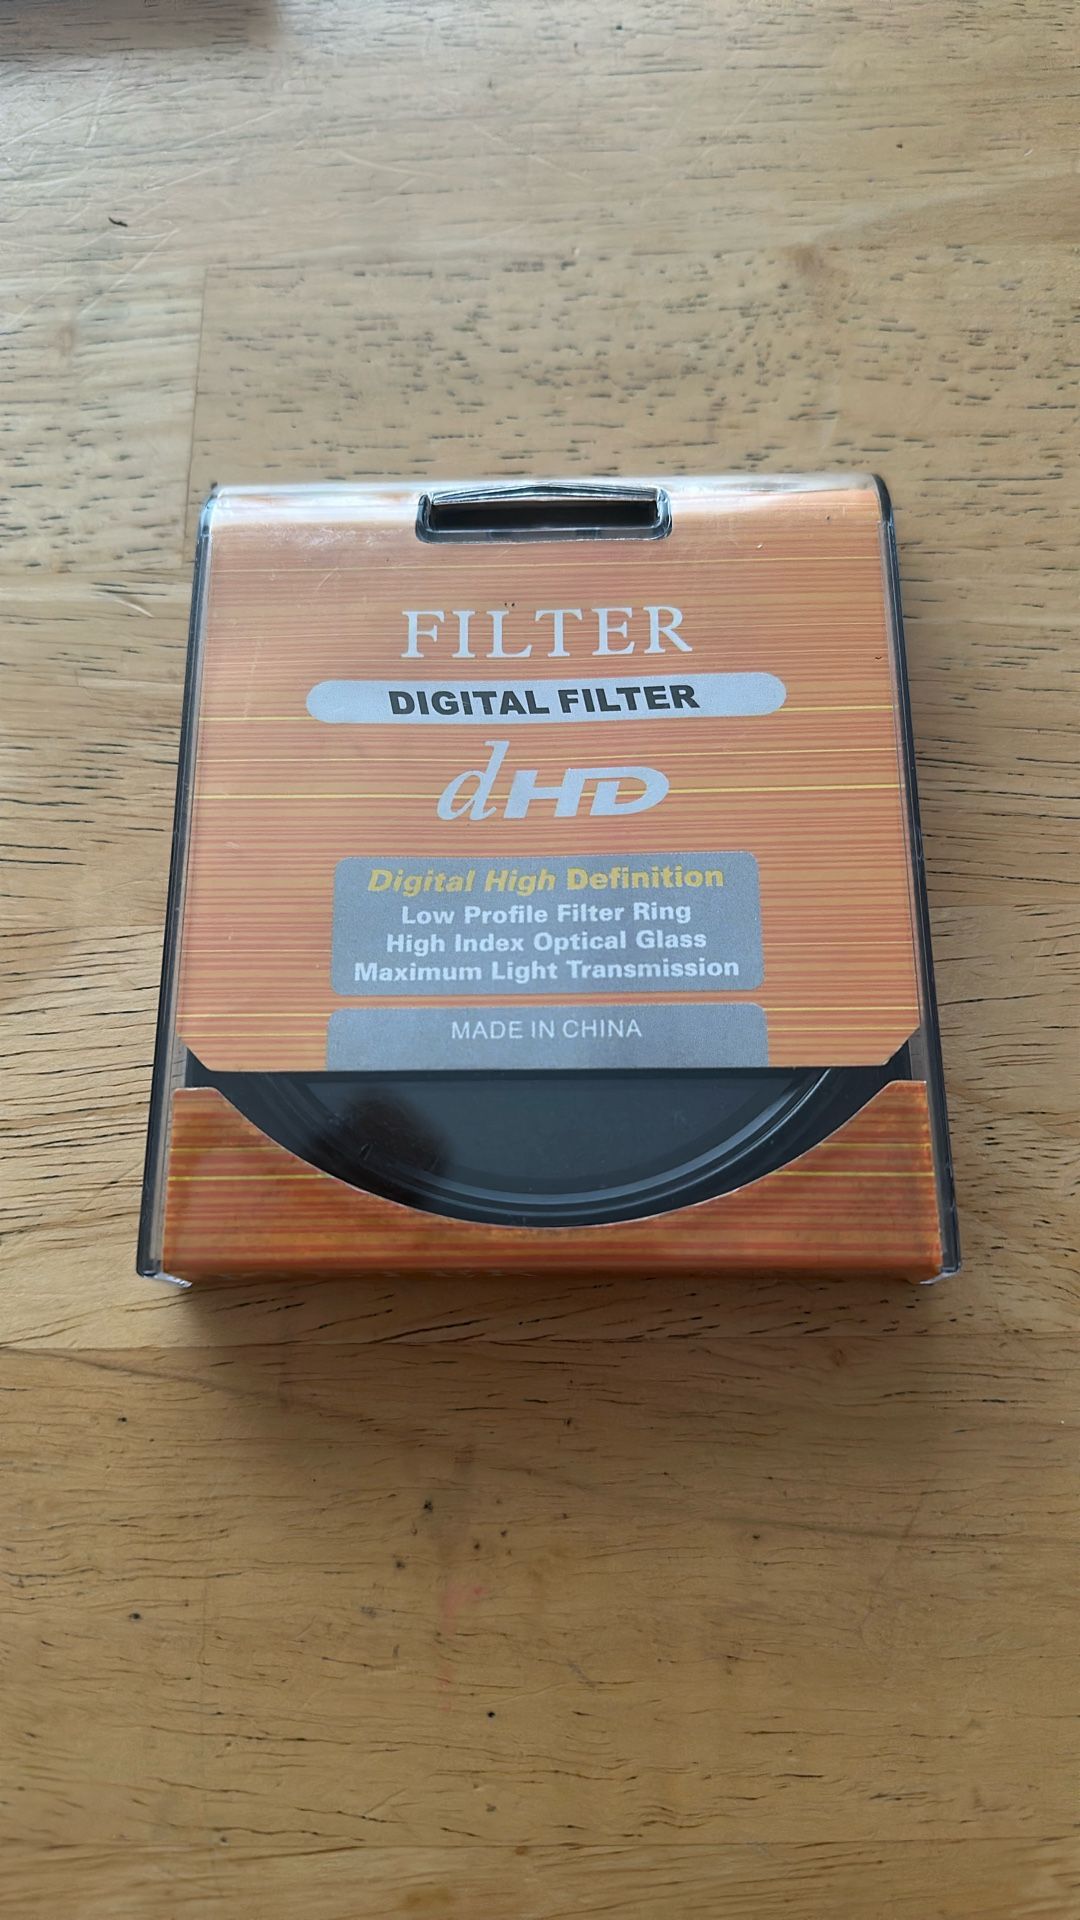 FILTER
DIGITAL FILTER
dHD
Digital High Definition
Low Profile Filter Ring
High Index Optical Glass
Maximum Light Transmission
MADE IN CHINA